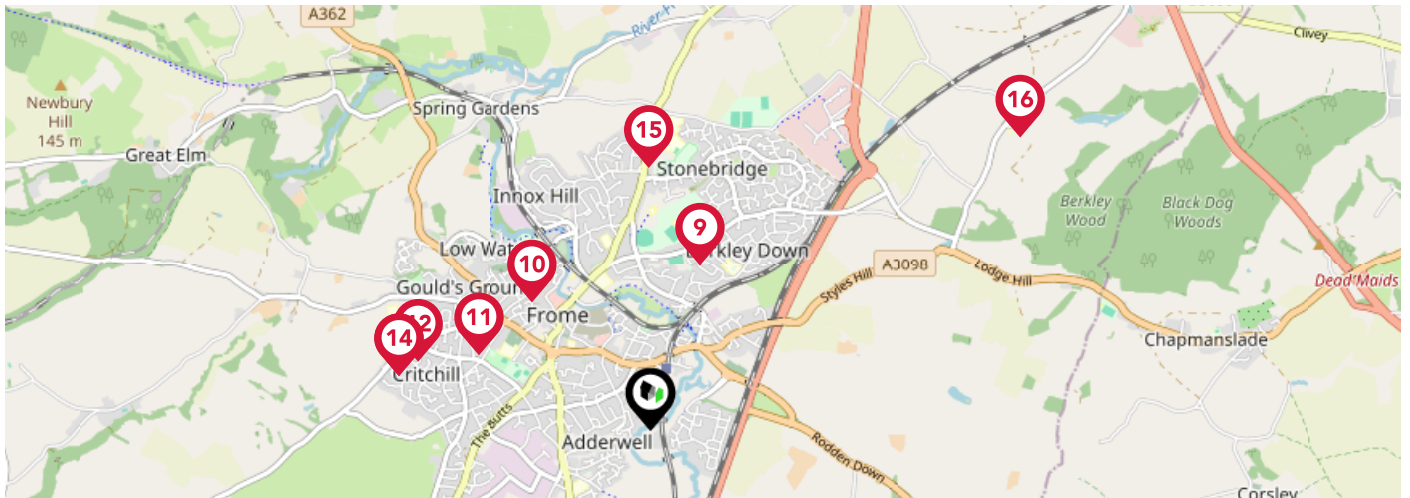 A362
River F
Clivey
Newbury
Hill
145 m
Spring Gardens
16
15
Great Elm
Stonebridge
Innox Hill
Berkley
Wood
Black Dog
Woods
9
Low Wat
rkley Down
10
A3098
Lodge Hill
Dead Maids
Styles Hill
Gould's Groun
12
11
Frome
14
Chapmanslade
Critchill
The Butts
Adderwell
Rodden Down
Corsley